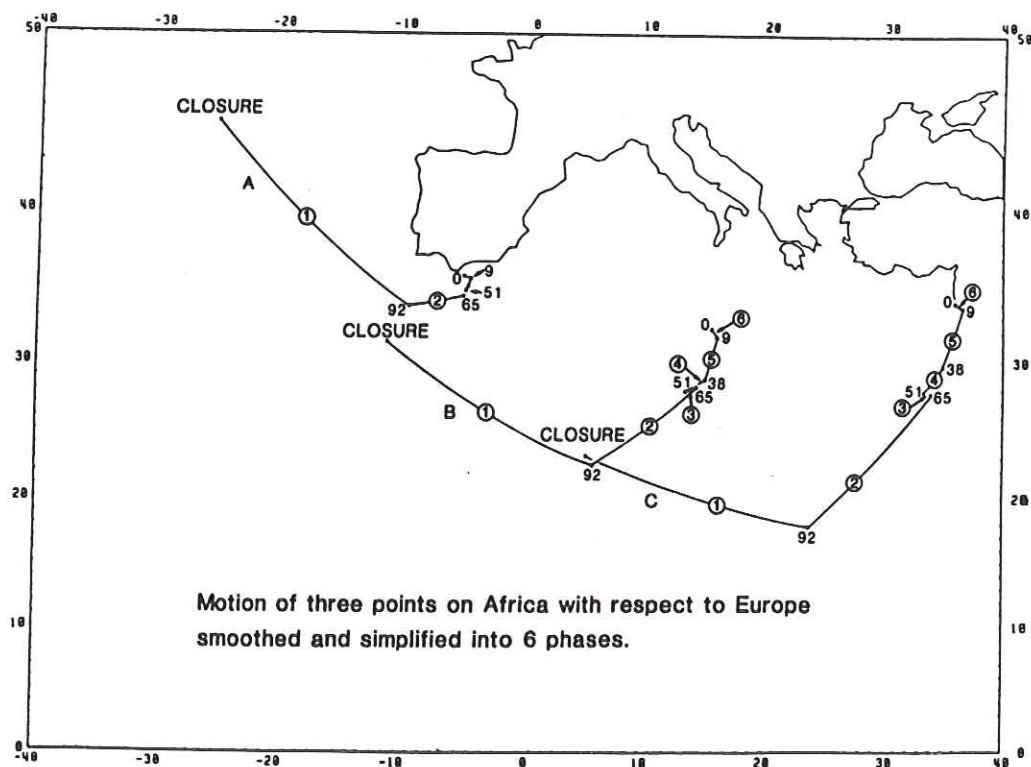 -40 -30 -20 -10 0 10 20 30 40
50 50
CLOSURE
A
40 40
1
0 9
51
92 2 65
6
0 9
CLOSURE
0 6
9
5
30 30
4 5
38
38 4
51 65
51 65
3
B 1 3
2
CLOSURE
92
2
20 C 1 20
92
Motion of three points on Africa with respect to Europe
smoothed and simplified into 6 phases.
10 10
0 0
-40 -30 -20 -10 0 10 20 30 40